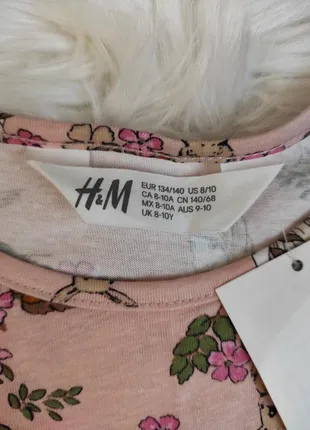 H&M
EUR 134/140 US 8/10
CA 8-10A CN 140/68
MX 8-10A AUS 9-10
UK 8-10Y